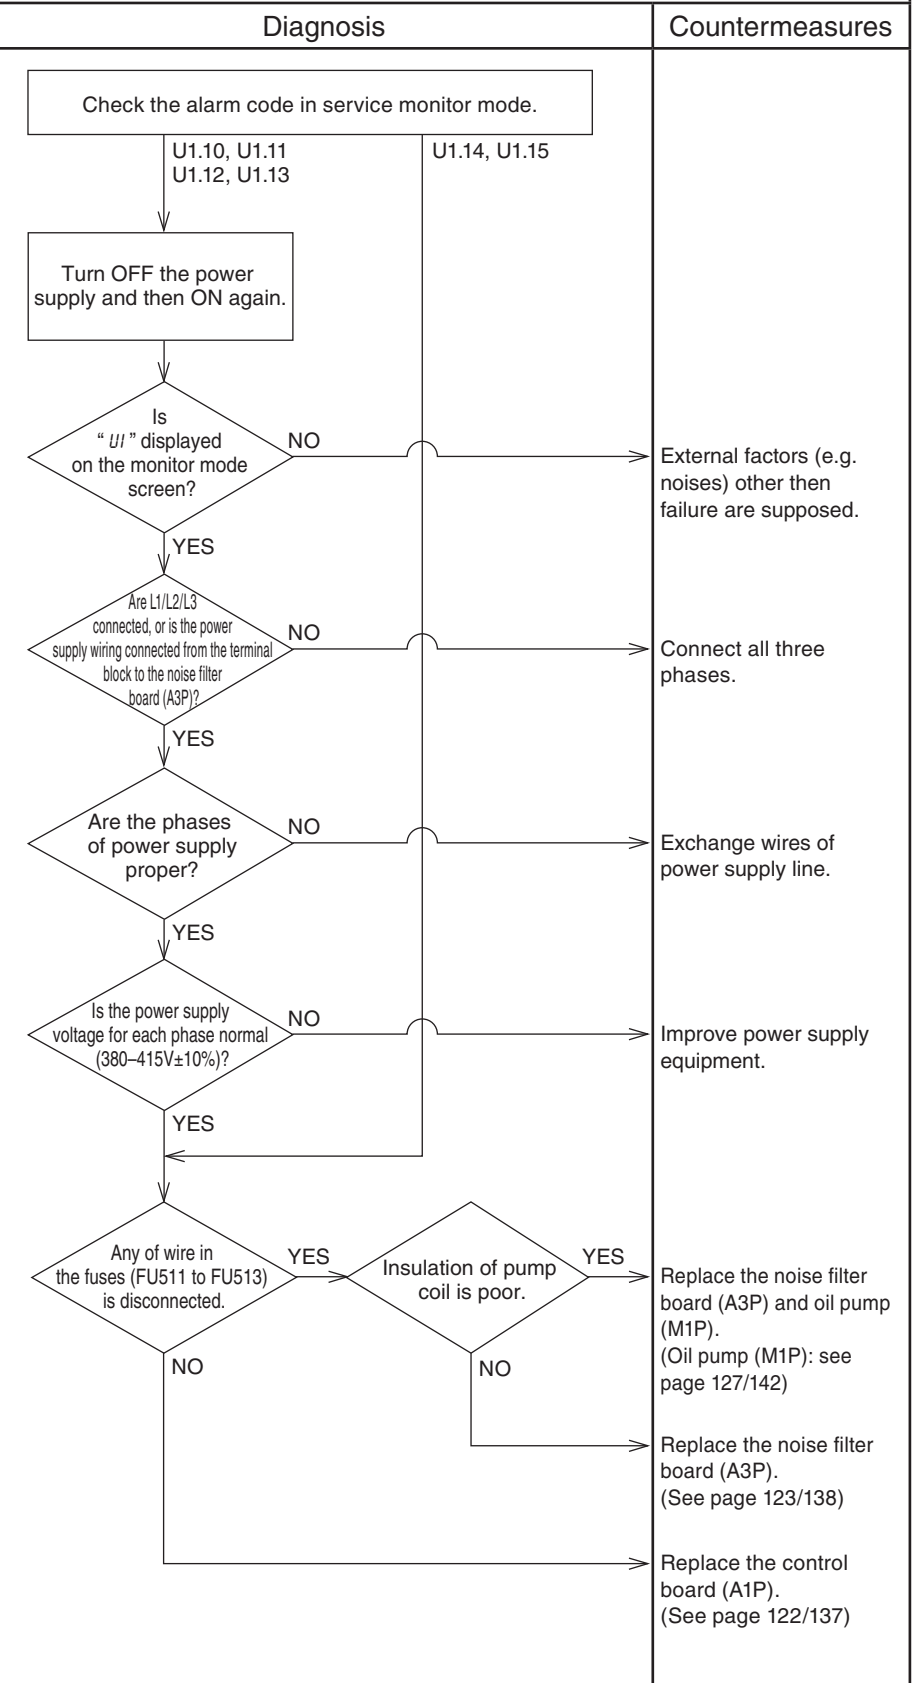 Diagnosis
Countermeasures
Check the alarm code in service monitor mode.
U1.10, U1.11
U1.12, U1.13
U1.14, U1.15
Turn OFF the power
supply and then ON again.
Is
“ U1 ” displayed
on the monitor mode
screen?
NO
External factors (e.g.
noises) other then
failure are supposed.
YES
Are L1/L2/L3
connected, or is the power
supply wiring connected from the terminal
block to the noise filter
board (A3P)?
NO
Connect all three
phases.
YES
Are the phases
of power supply
proper?
NO
Exchange wires of
power supply line.
YES
Is the power supply
voltage for each phase normal
(380–415V±10%)?
NO
Improve power supply
equipment.
YES
Any of wire in
the fuses (FU511 to FU513)
is disconnected.
YES
Insulation of pump
coil is poor.
YES
Replace the noise filter
board (A3P) and oil pump
(M1P).
(Oil pump (M1P): see
page 127/142)
NO
NO
Replace the noise filter
board (A3P).
(See page 123/138)
Replace the control
board (A1P).
(See page 122/137)